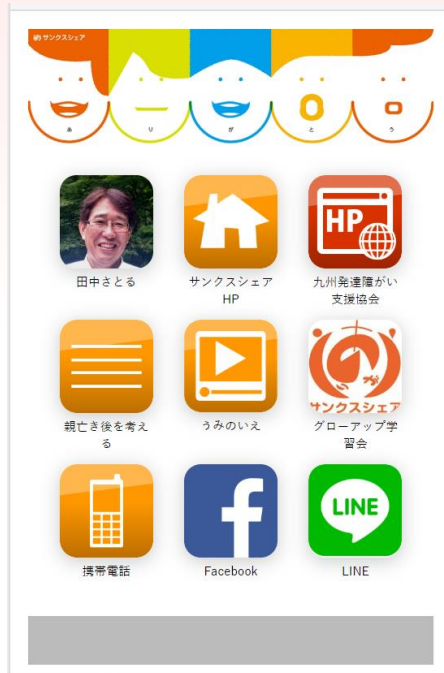 サンクスシェア
あ り が と う
田中さとる
サンクスシェア
HP
HP
九州発達障がい
支援協会
親亡き後を考え
る
うみのいえ
サンクスシェア
グローアップ学
習会
携帯電話
Facebook
LINE
LINE